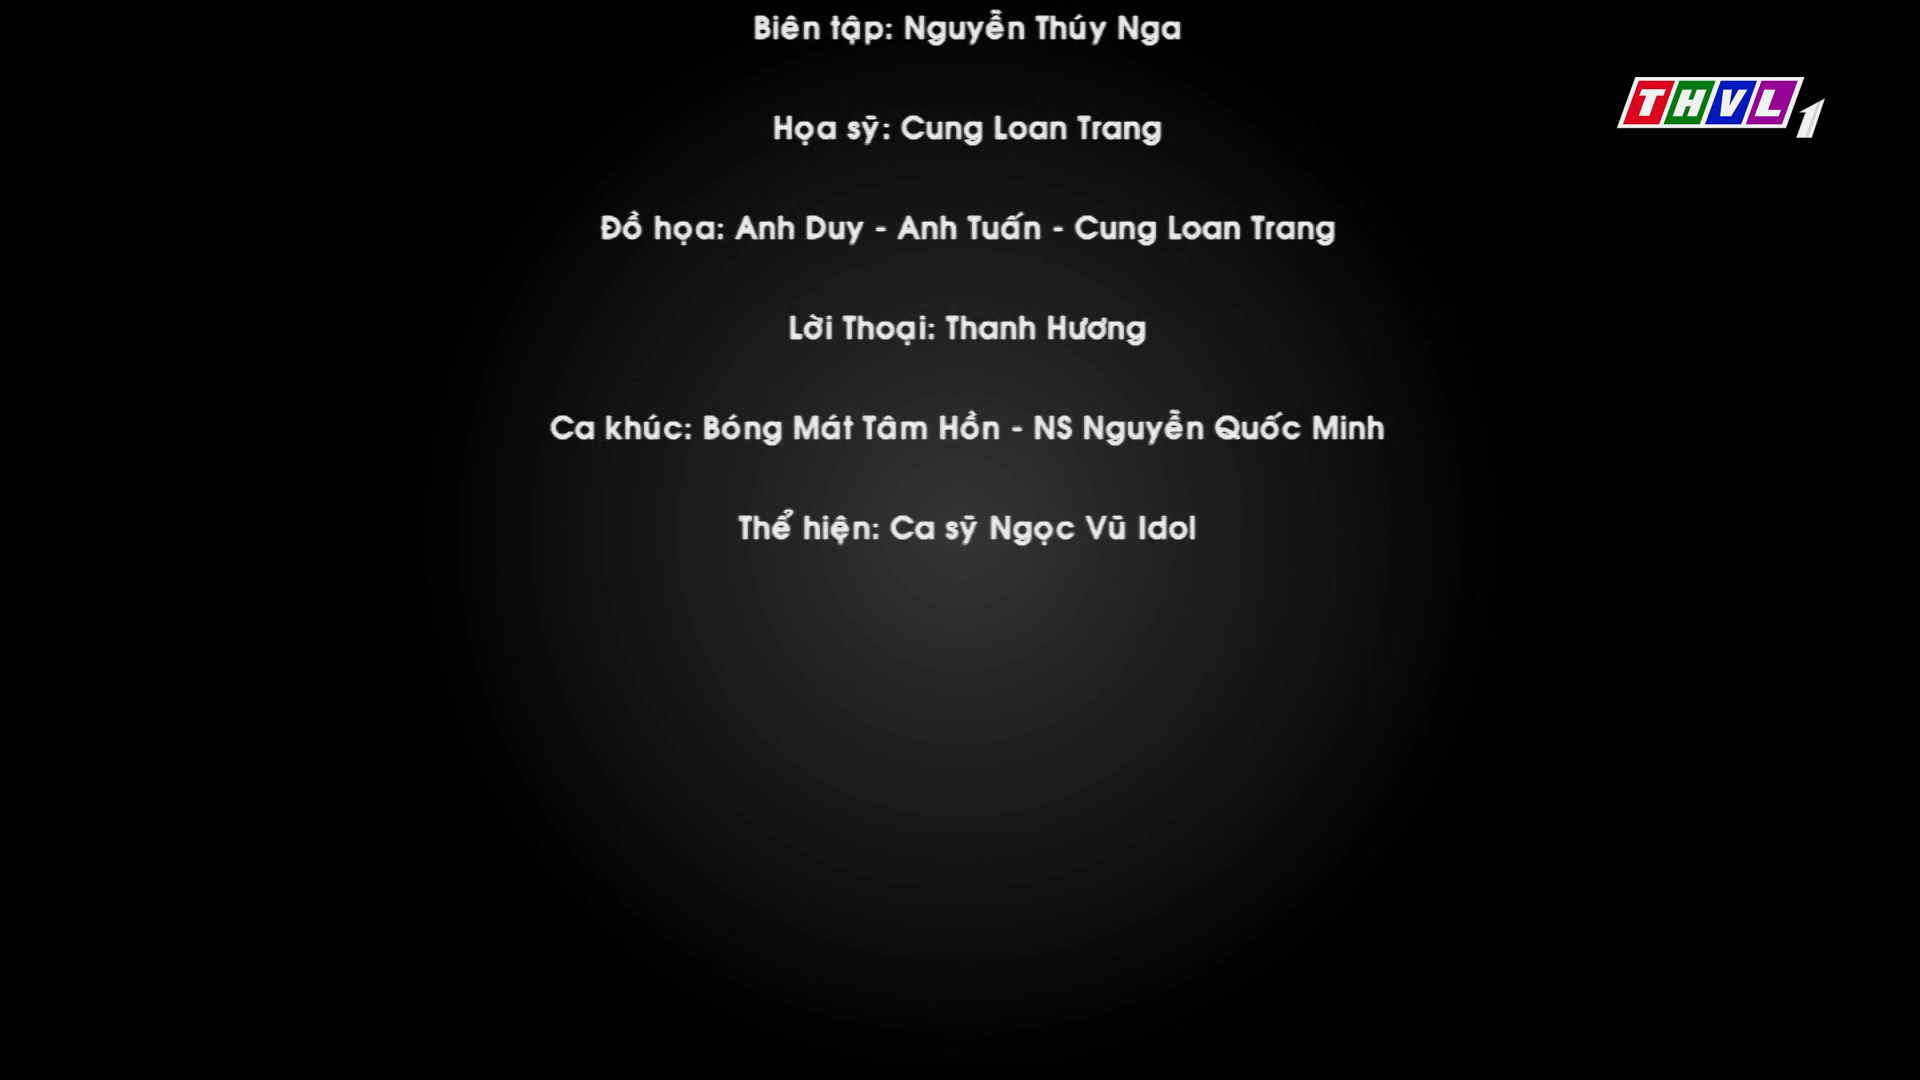 Biên tập: Nguyễn Thúy Nga
THVL1
Họa sỹ: Cung Loan Trang
Đồ họa: Anh Duy - Anh Tuấn - Cung Loan Trang
Lời Thoại: Thanh Hương
Ca khúc: Bóng Mát Tâm Hồn - NS Nguyễn Quốc Minh
Thể hiện: Ca sỹ Ngọc Vũ Idol